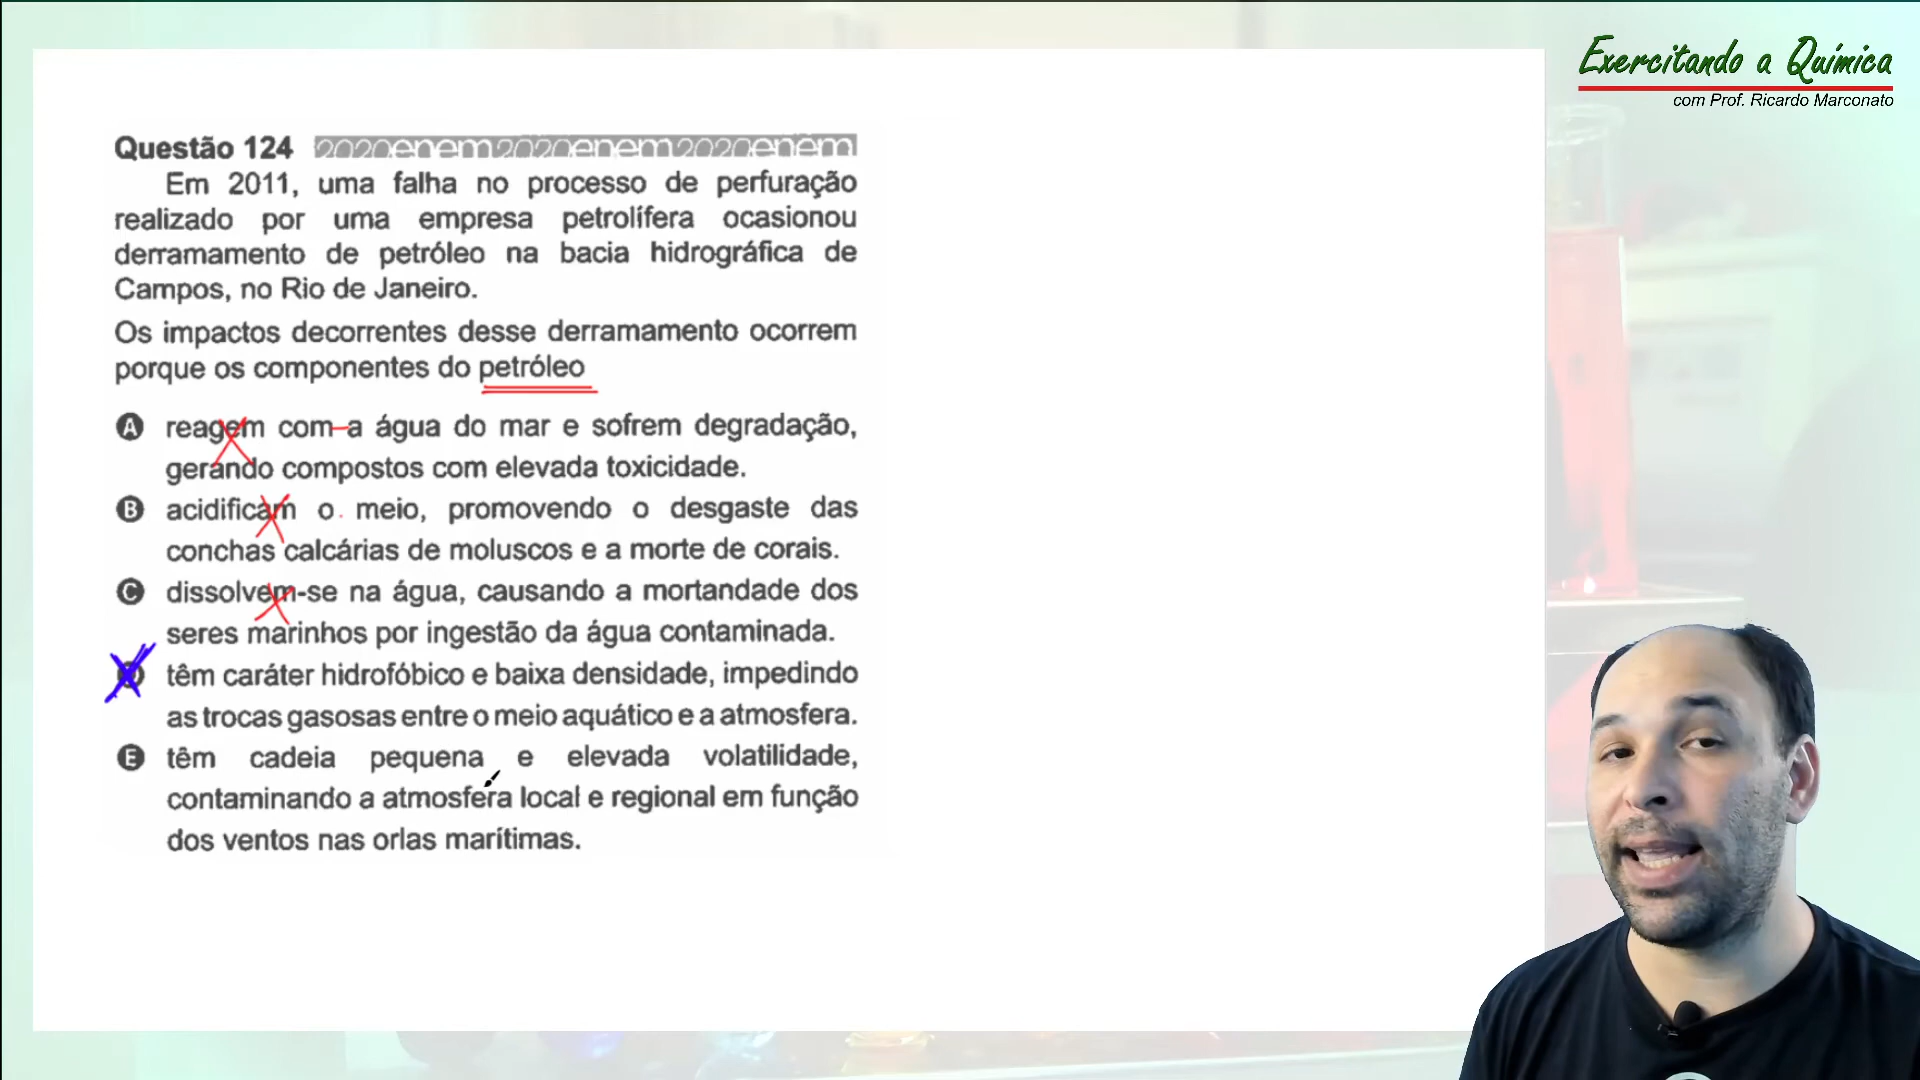 Exercitando a Química
com Prof. Ricardo Marconato
Questão 124 2020enem2020enem2020enem
Em 2011, uma falha no processo de perfuração
realizado por uma empresa petrolífera ocasionou
derramamento de petróleo na bacia hidrográfica de
Campos, no Rio de Janeiro.
Os impactos decorrentes desse derramamento ocorrem
porque os componentes do petróleo
A reagem com a água do mar e sofrem degradação,
gerando compostos com elevada toxicidade.
B acidificam o meio, promovendo o desgaste das
conchas calcárias de moluscos e a morte de corais.
C dissolvem-se na água, causando a mortandade dos
seres marinhos por ingestão da água contaminada.
têm caráter hidrofóbico e baixa densidade, impedindo
as trocas gasosas entre o meio aquático e a atmosfera.
E têm cadeia pequena e elevada volatilidade,
contaminando a atmosfera local e regional em função
dos ventos nas orlas marítimas.